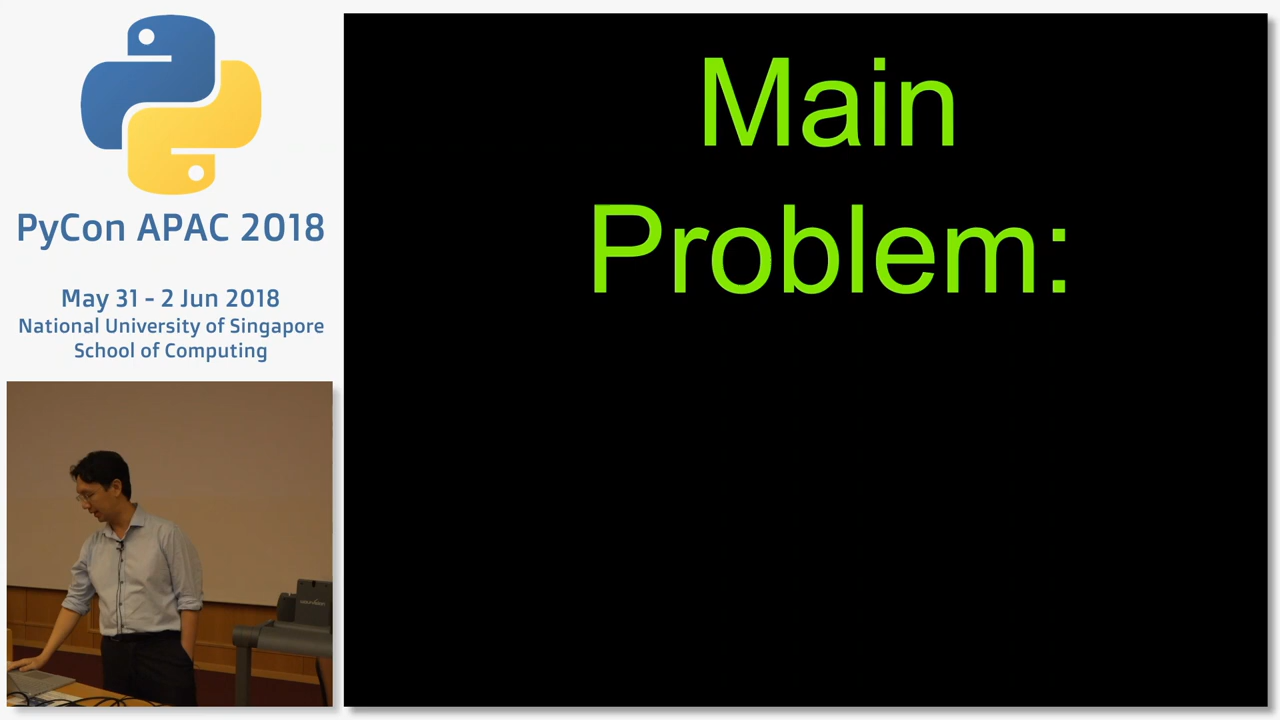 PyCon APAC 2018
May 31 - 2 Jun 2018
National University of Singapore
School of Computing
Main
Problem: